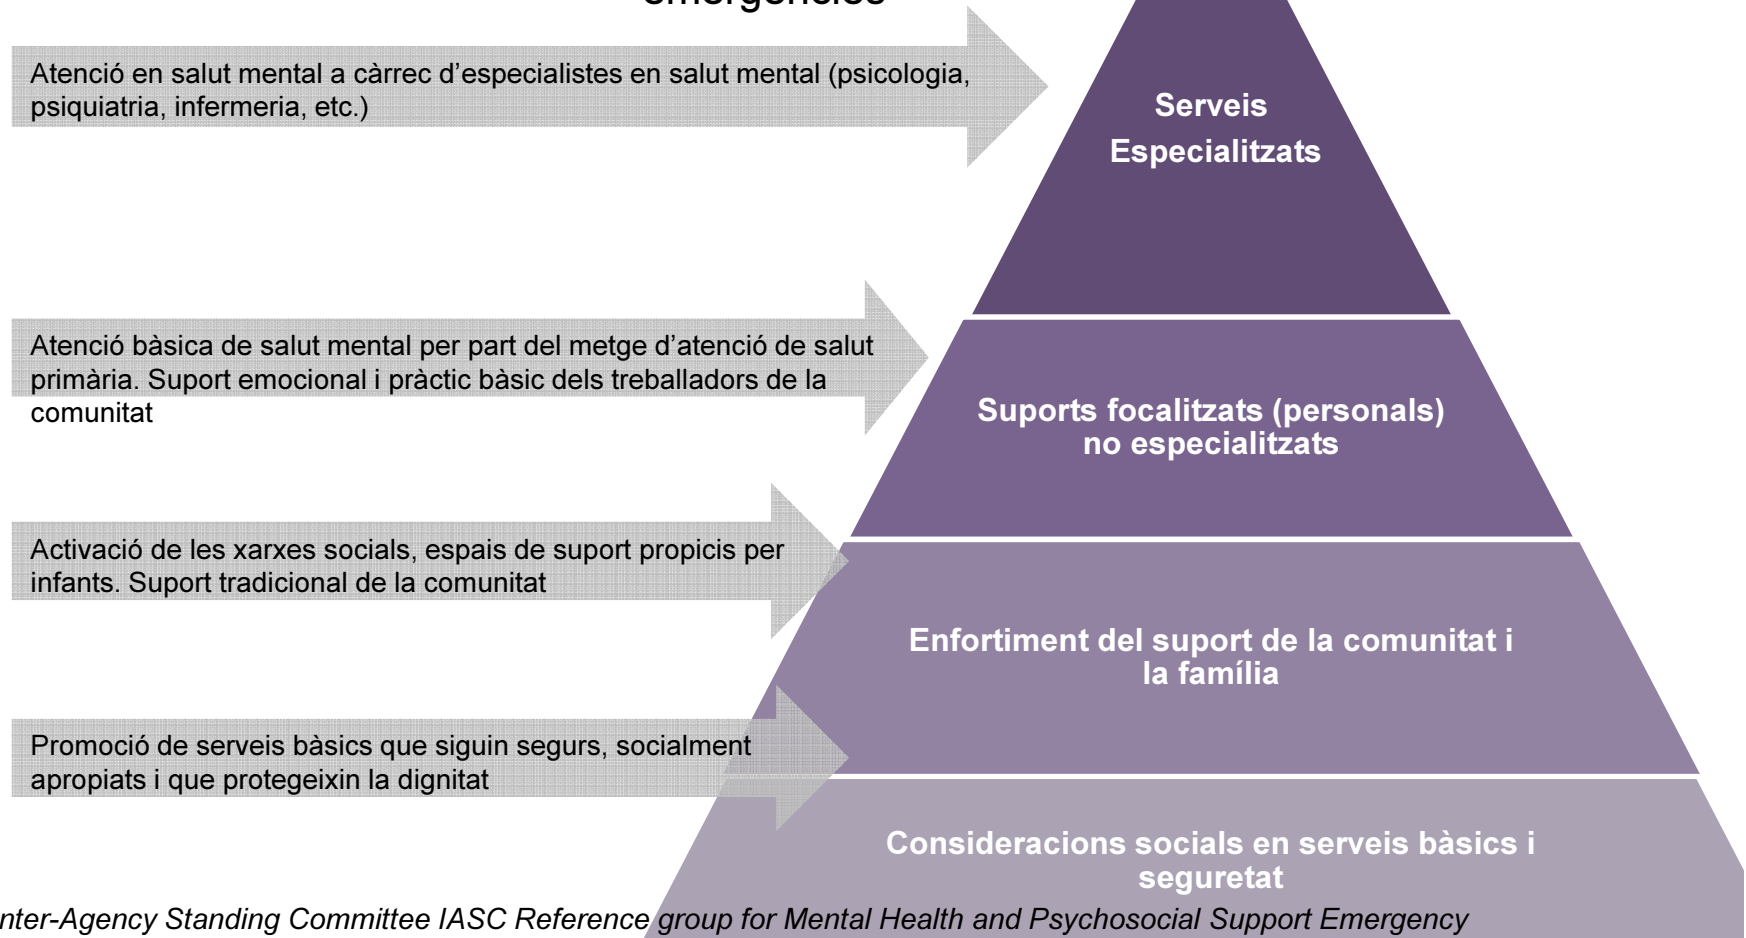 emergències
Atenció en salut mental a càrrec d’especialistes en salut mental (psicologia,
psiquiatria, infermeria, etc.)
Serveis
Especialitzats
Atenció bàsica de salut mental per part del metge d’atenció de salut
primària. Suport emocional i pràctic bàsic dels treballadors de la
comunitat
Suports focalitzats (personals)
no especialitzats
Activació de les xarxes socials, espais de suport propicis per
infants. Suport tradicional de la comunitat
Enfortiment del suport de la comunitat i
la família
Promoció de serveis bàsics que siguin segurs, socialment
apropiats i que protegeixin la dignitat
Consideracions socials en serveis bàsics i
seguretat
nter-Agency Standing Committee IASC Reference group for Mental Health and Psychosocial Support Emergency